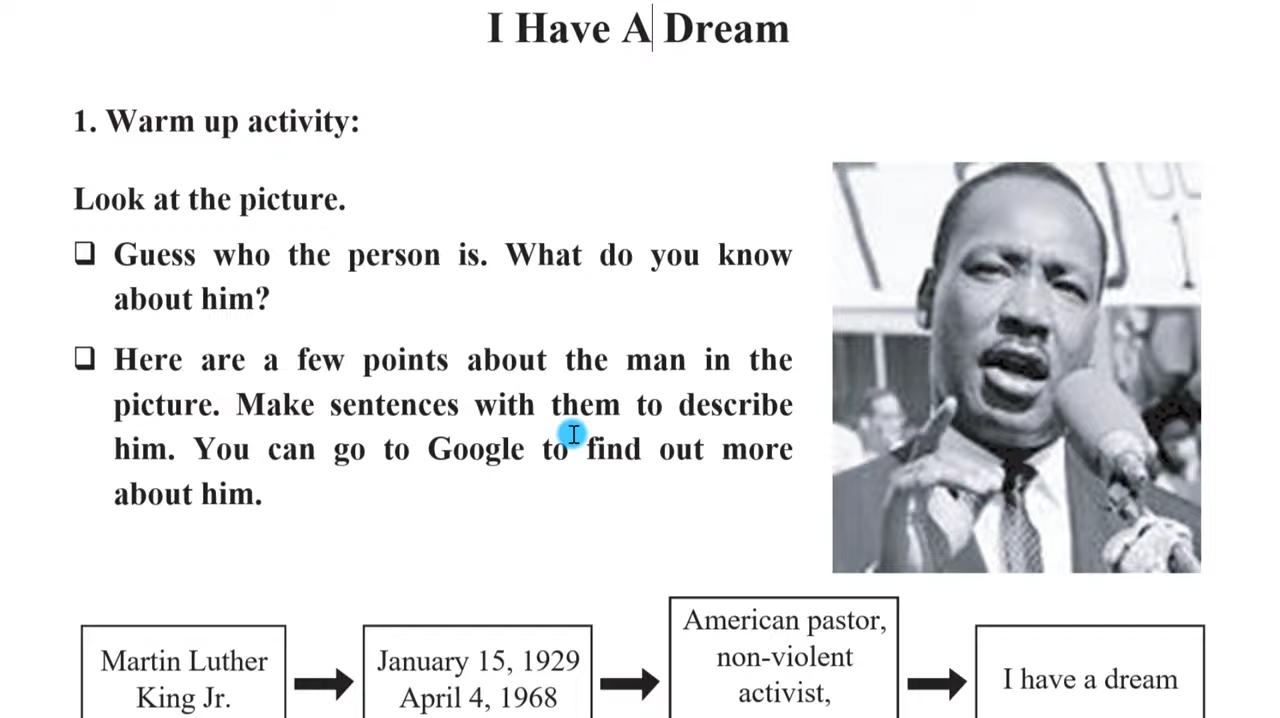 I Have A Dream
1. Warm up activity:
Look at the picture.
❑ Guess who the person is. What do you know
about him?
❑ Here are a few points about the man in the
picture. Make sentences with them to describe
him. You can go to Google to find out more
about him.
Martin Luther
King Jr.
January 15, 1929
April 4, 1968
American pastor,
non-violent
activist,
I have a dream